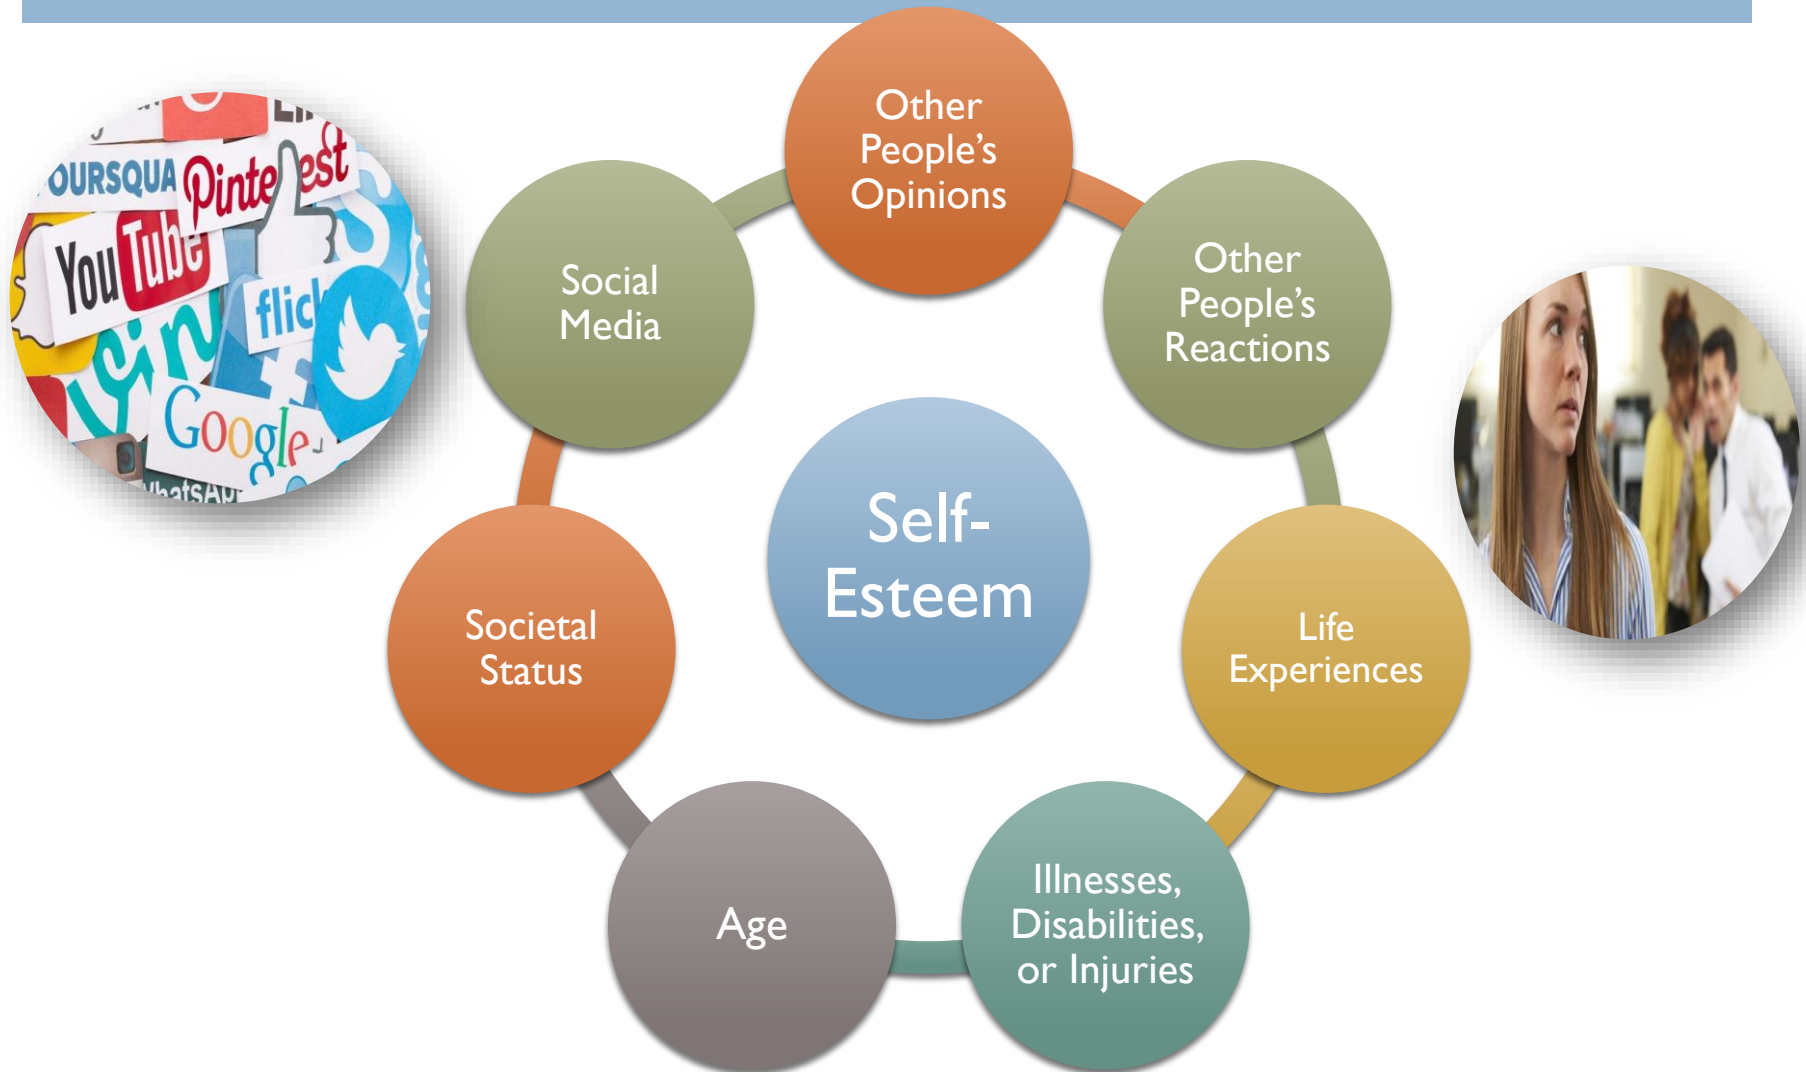 Other
People's
Opinions
Other
People's
Reactions
Social
Media
Self-
Esteem
Life
Experiences
Societal
Status
Illnesses,
Disabilities,
or Injuries
Age
OURSQUA
Pinterest
YouTube
flick
Google
WhatsApp